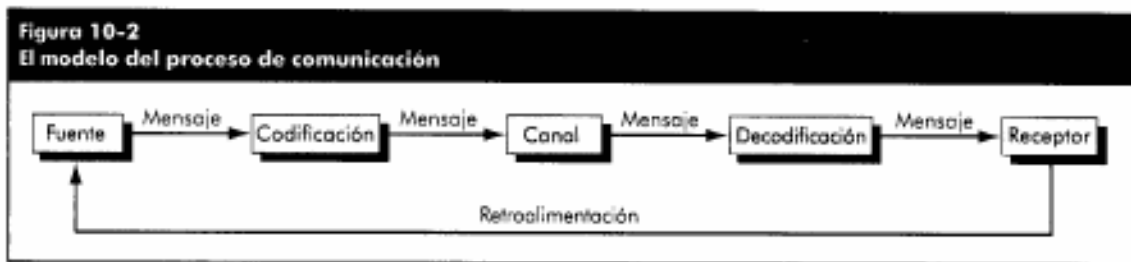 Figura 10-2
El modelo del proceso de comunicación
Fuente Mensaje Codificación Mensaje Canal Mensaje Decodificación Mensaje Receptor
Retroalimentación